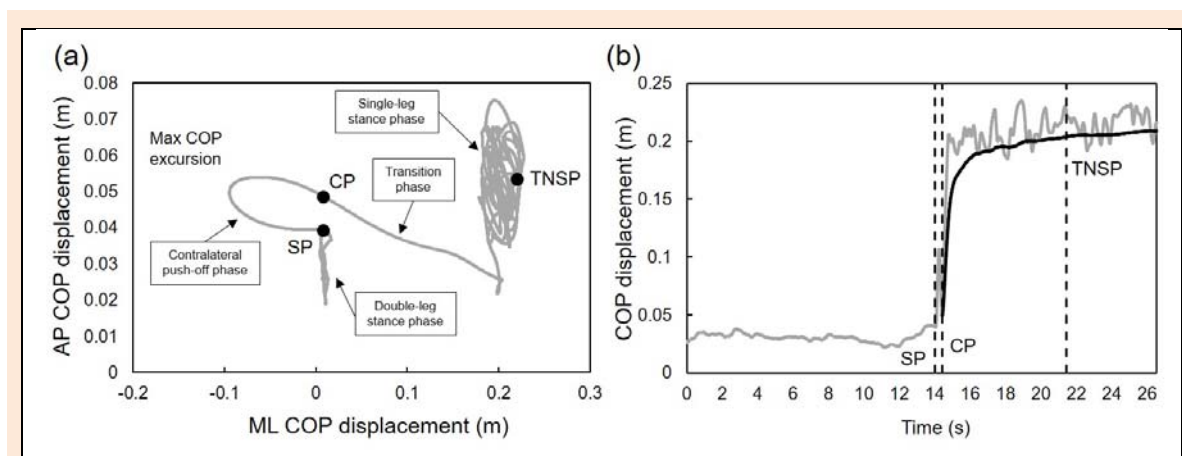 (a)
AP COP displacement (m)
0.08
0.07
0.06
0.05
0.04
0.03
0.02
0.01
0
-0.2
-0.1
0
0.1
0.2
0.3
ML COP displacement (m)
Max COP
excursion
Single-leg
stance phase
CP
Transition
phase
TNSP
SP
Contralateral
push-off phase
Double-leg
stance phase
(b)
COP displacement (m)
0.25
0.2
0.15
0.1
0.05
0
0
2
4
6
8
10
12
14
16
18
20
22
24
26
Time (s)
SP
CP
TNSP